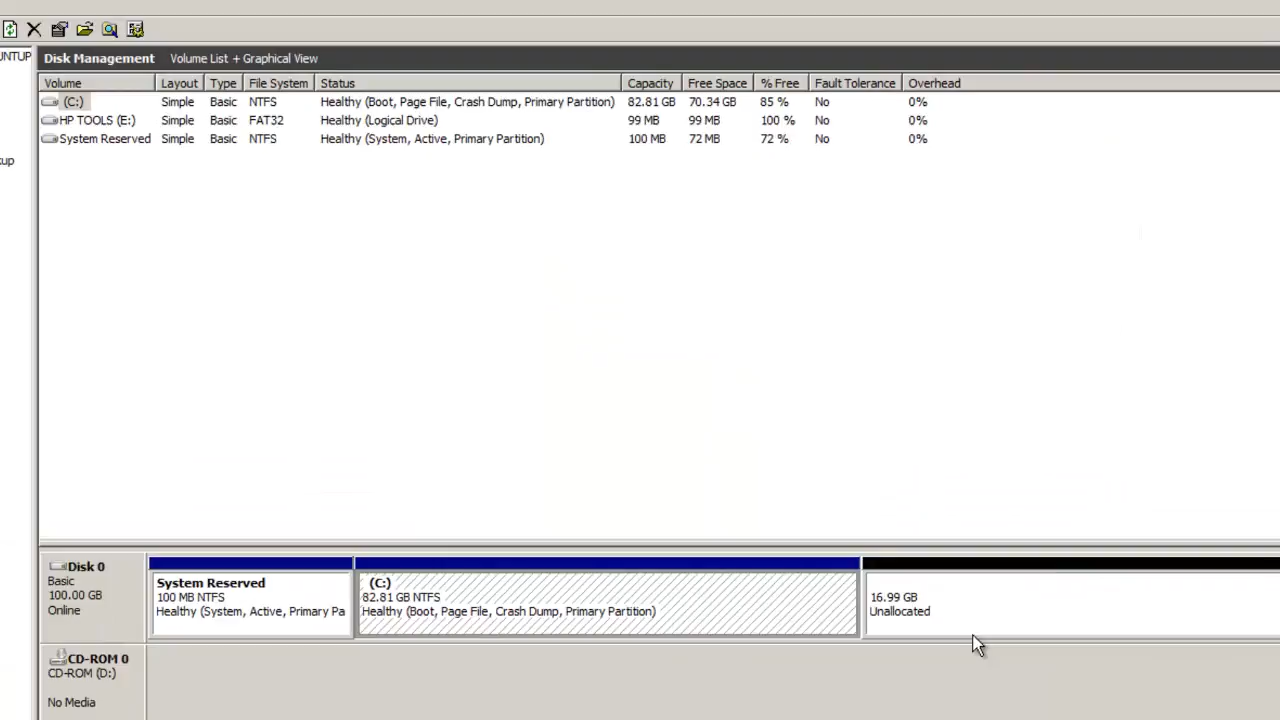 UNTUP
Disk Management Volume List + Graphical View
Volume Layout Type File System Status Capacity Free Space % Free Fault Tolerance Overhead
(C:) Simple Basic NTFS Healthy (Boot, Page File, Crash Dump, Primary Partition) 82.81 GB 70.34 GB 85 % No 0%
HP TOOLS (E:) Simple Basic FAT32 Healthy (Logical Drive) 99 MB 99 MB 100 % No 0%
System Reserved Simple Basic NTFS Healthy (System, Active, Primary Partition) 100 MB 72 MB 72 % No 0%
kup
Disk 0
Basic
100.00 GB
Online
System Reserved
100 MB NTFS
Healthy (System, Active, Primary Pa
(C:)
82.81 GB NTFS
Healthy (Boot, Page File, Crash Dump, Primary Partition)
16.99 GB
Unallocated
CD-ROM 0
CD-ROM (D:)
No Media